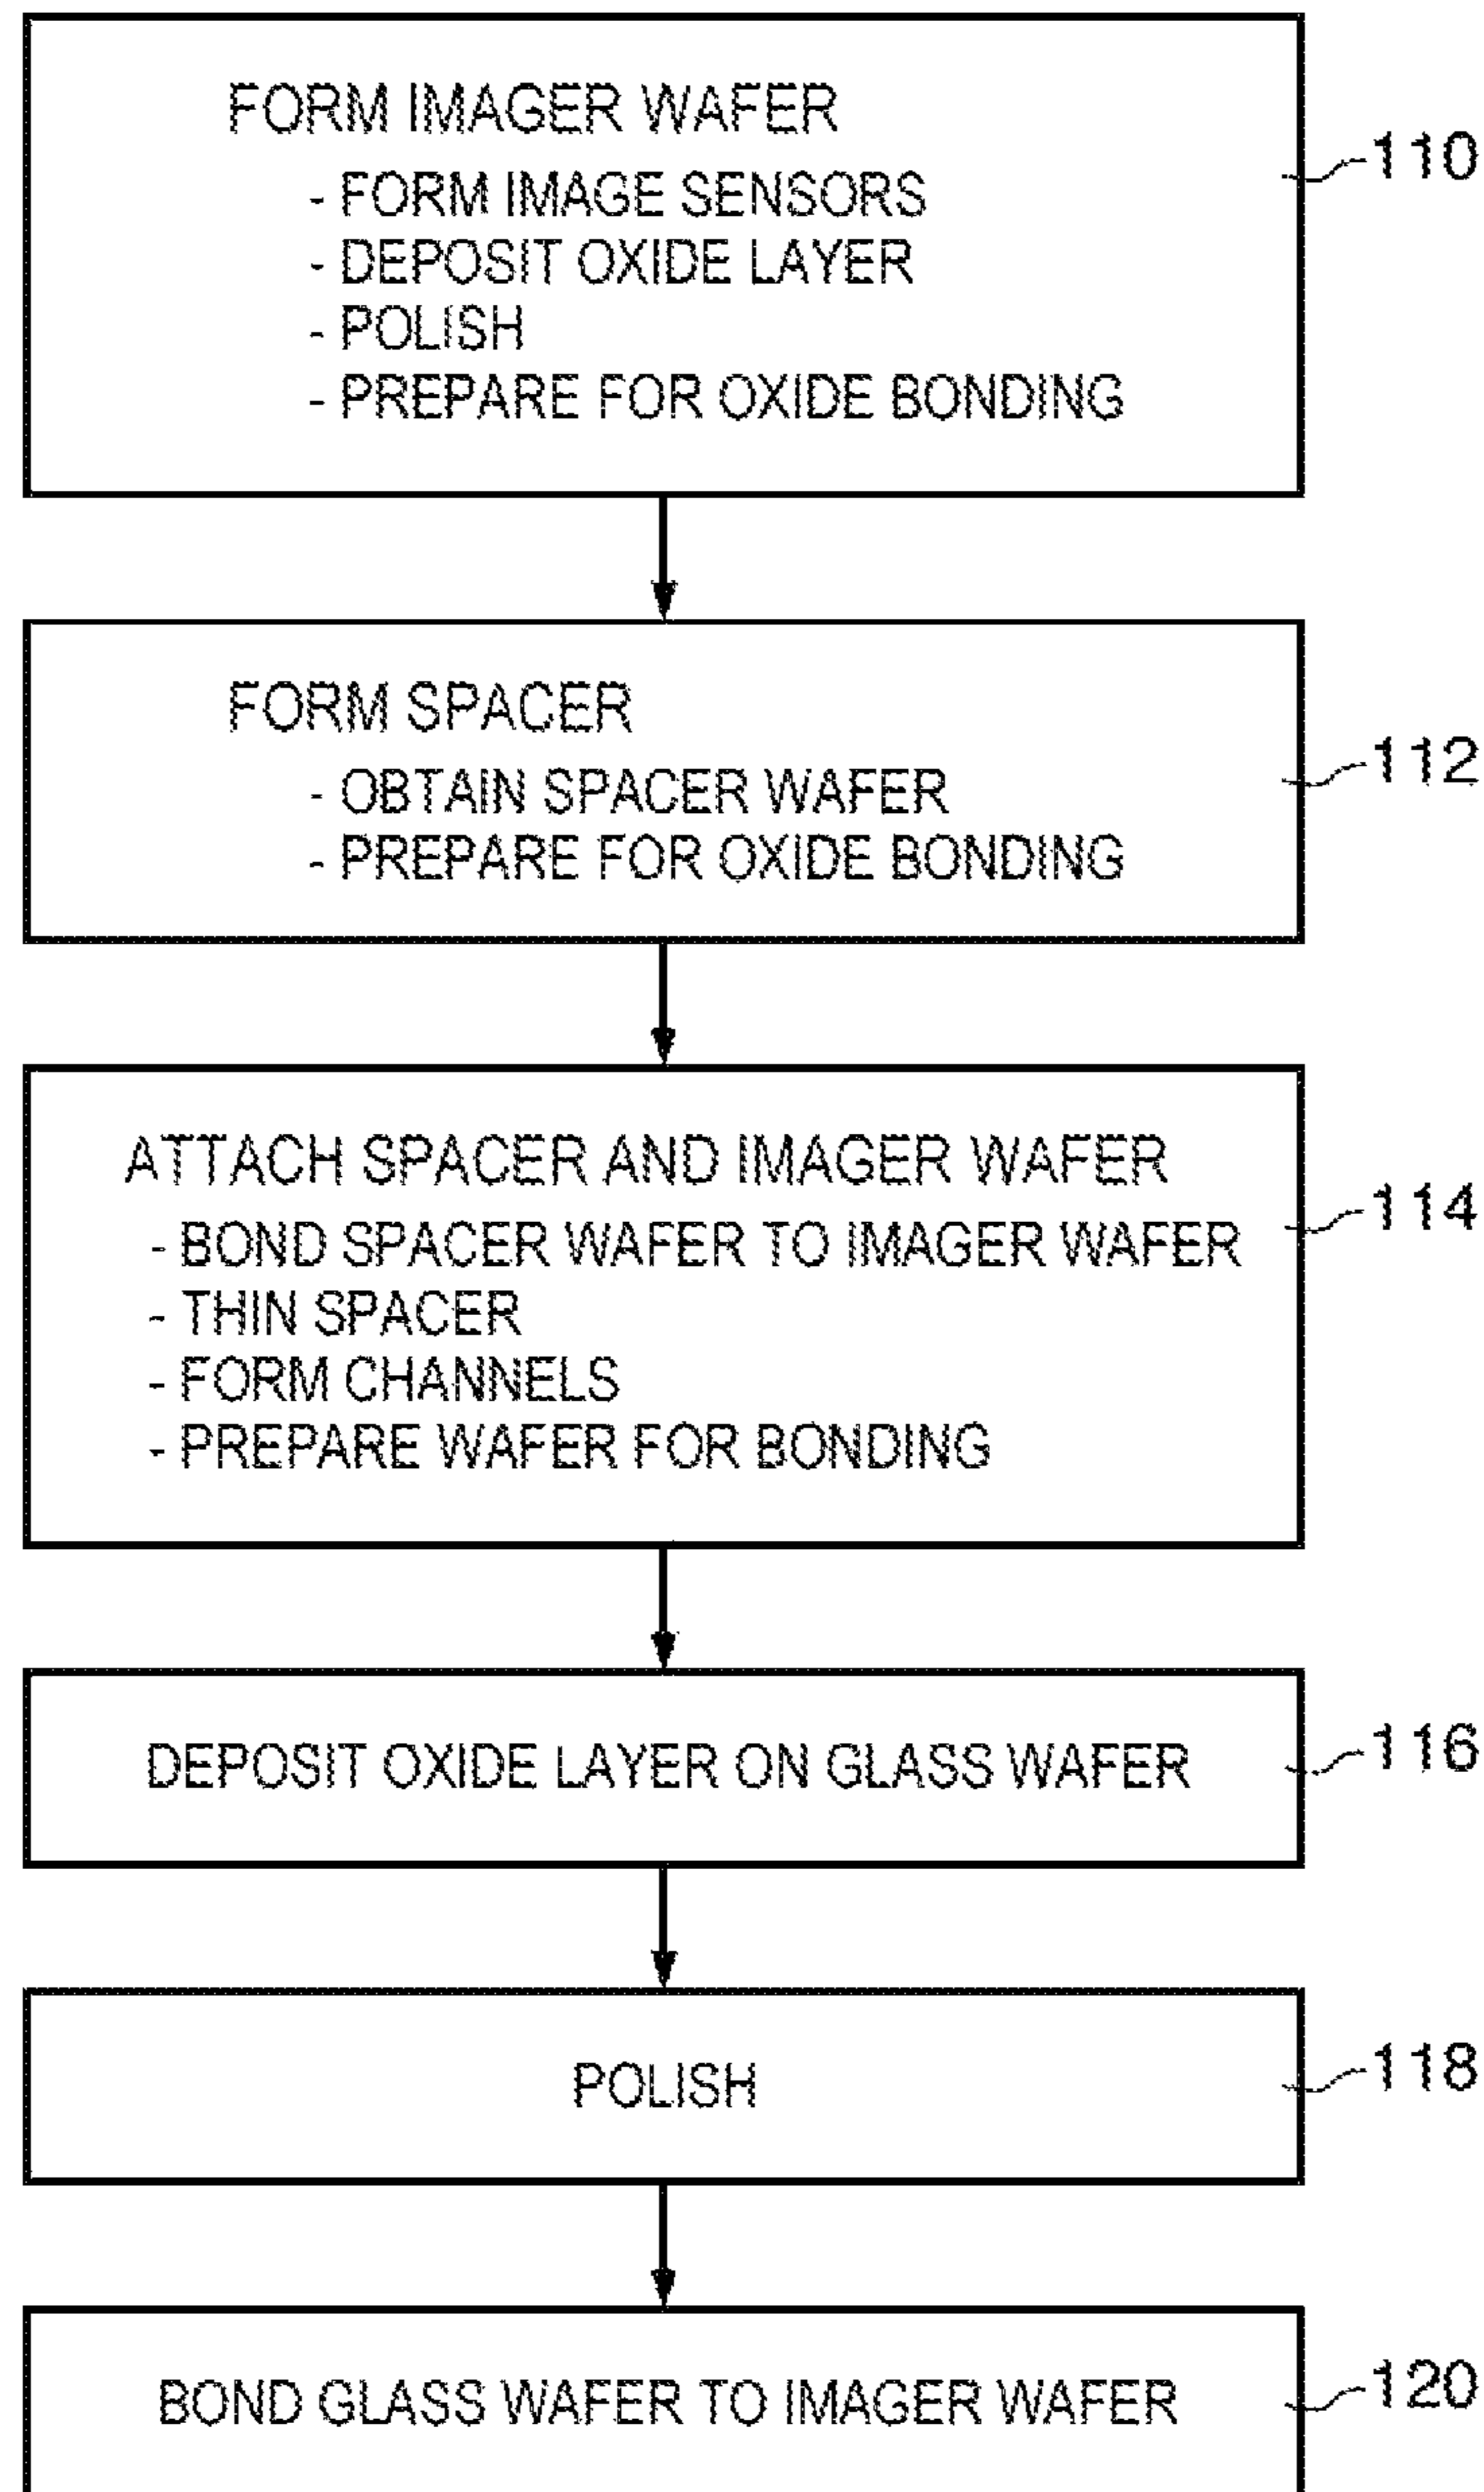 FORM IMAGER WAFER
- FORM IMAGE SENSORS
110
- DEPOSIT OXIDE LAYER
- POLISH
- PREPARE FOR OXIDE BONDING
FORM SPACER
112
- OBTAIN SPACER WAFER
- PREPARE FOR OXIDE BONDING
ATTACH SPACER AND IMAGER WAFER
114
- BOND SPACER WAFER TO IMAGER WAFER
- THIN SPACER
- FORM CHANNELS
- PREPARE WAFER FOR BONDING
DEPOSIT OXIDE LAYER ON GLASS WAFER
116
POLISH
118
BOND GLASS WAFER TO IMAGER WAFER
120